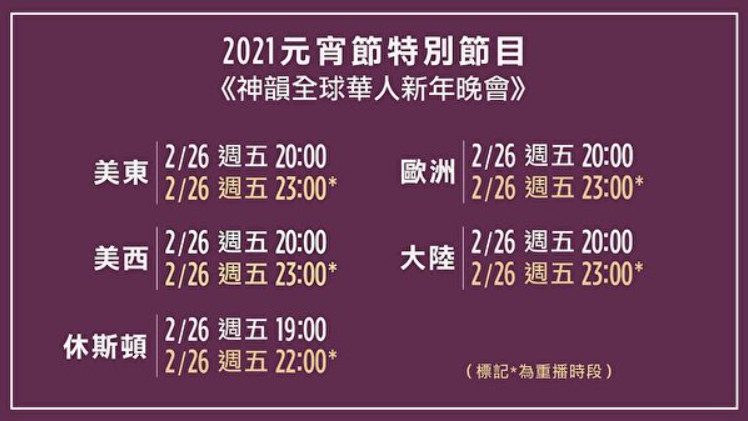 2021元宵節特別節目
《神韻全球華人新年晚會》
美東
2/26 週五 20:00
2/26 週五 23:00*
美西
2/26 週五 20:00
2/26 週五 23:00*
休斯頓
2/26 週五 19:00
2/26 週五 22:00*
歐洲
2/26 週五 20:00
2/26 週五 23:00*
大陸
2/26 週五 20:00
2/26 週五 23:00*
（標記*為重播時段）